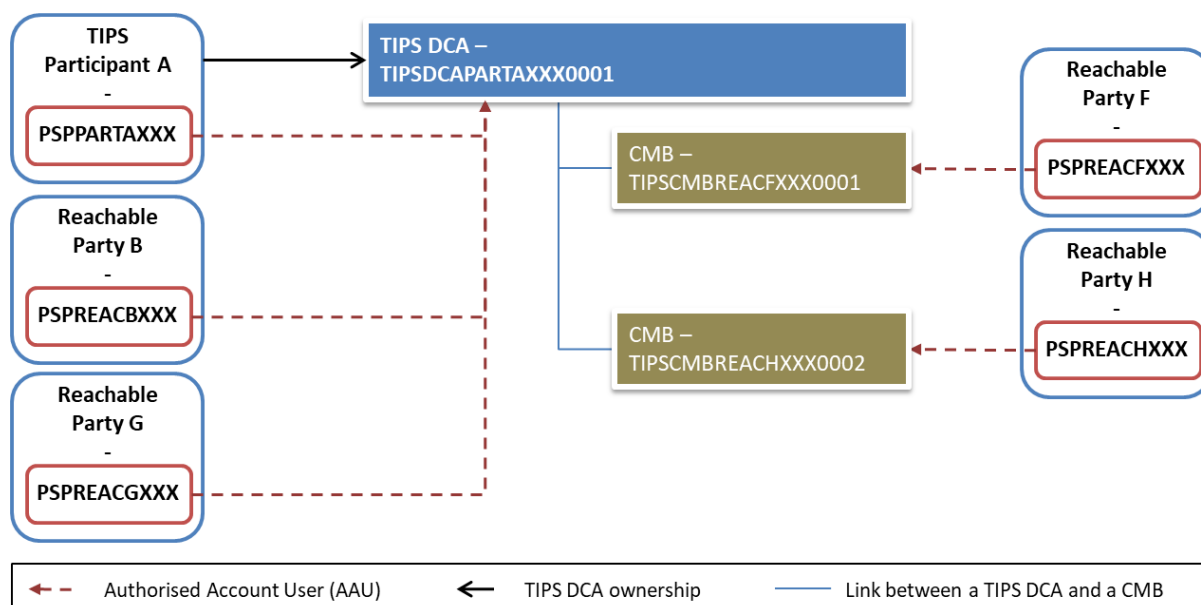 TIPS
Participant A
-
PSPPARTAXXX
Reachable
Party B
-
PSPREACBXXX
Reachable
Party G
-
PSPREACGXXX
TIPS DCA –
TIPSDCAPARTAXXX0001
CMB –
TIPSCMBREACFXXX0001
CMB –
TIPSCMBREACHXXX0002
Reachable
Party F
-
PSPREACFXXX
Reachable
Party H
-
PSPREACHXXX
Authorised Account User (AAU)
TIPS DCA ownership
Link between a TIPS DCA and a CMB